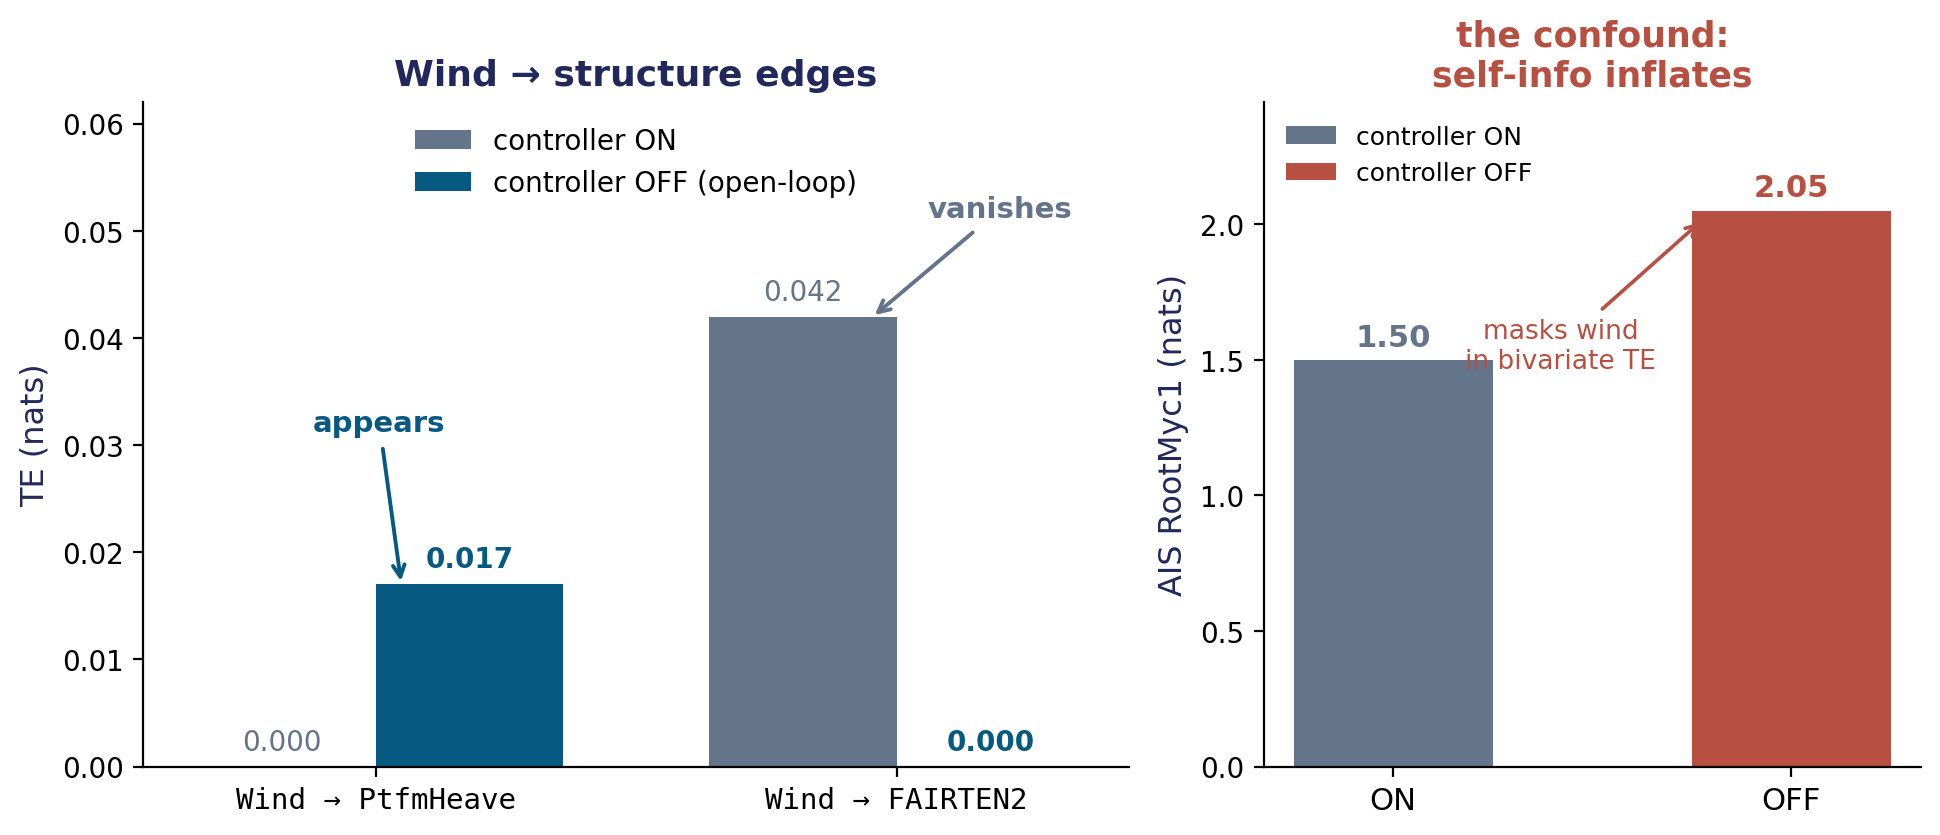 Wind → structure edges
controller ON
controller OFF (open-loop)
vanishes
appears
0.000
0.017
0.042
0.000
TE (nats)
0.06
0.05
0.04
0.03
0.02
0.01
0.00
Wind → PtfmHeave
Wind → FAIRTEN2
the confound:
self-info inflates
controller ON
controller OFF
2.05
1.50
masks wind
in bivariate TE
AIS RootMyc1 (nats)
2.0
1.5
1.0
0.5
0.0
ON
OFF